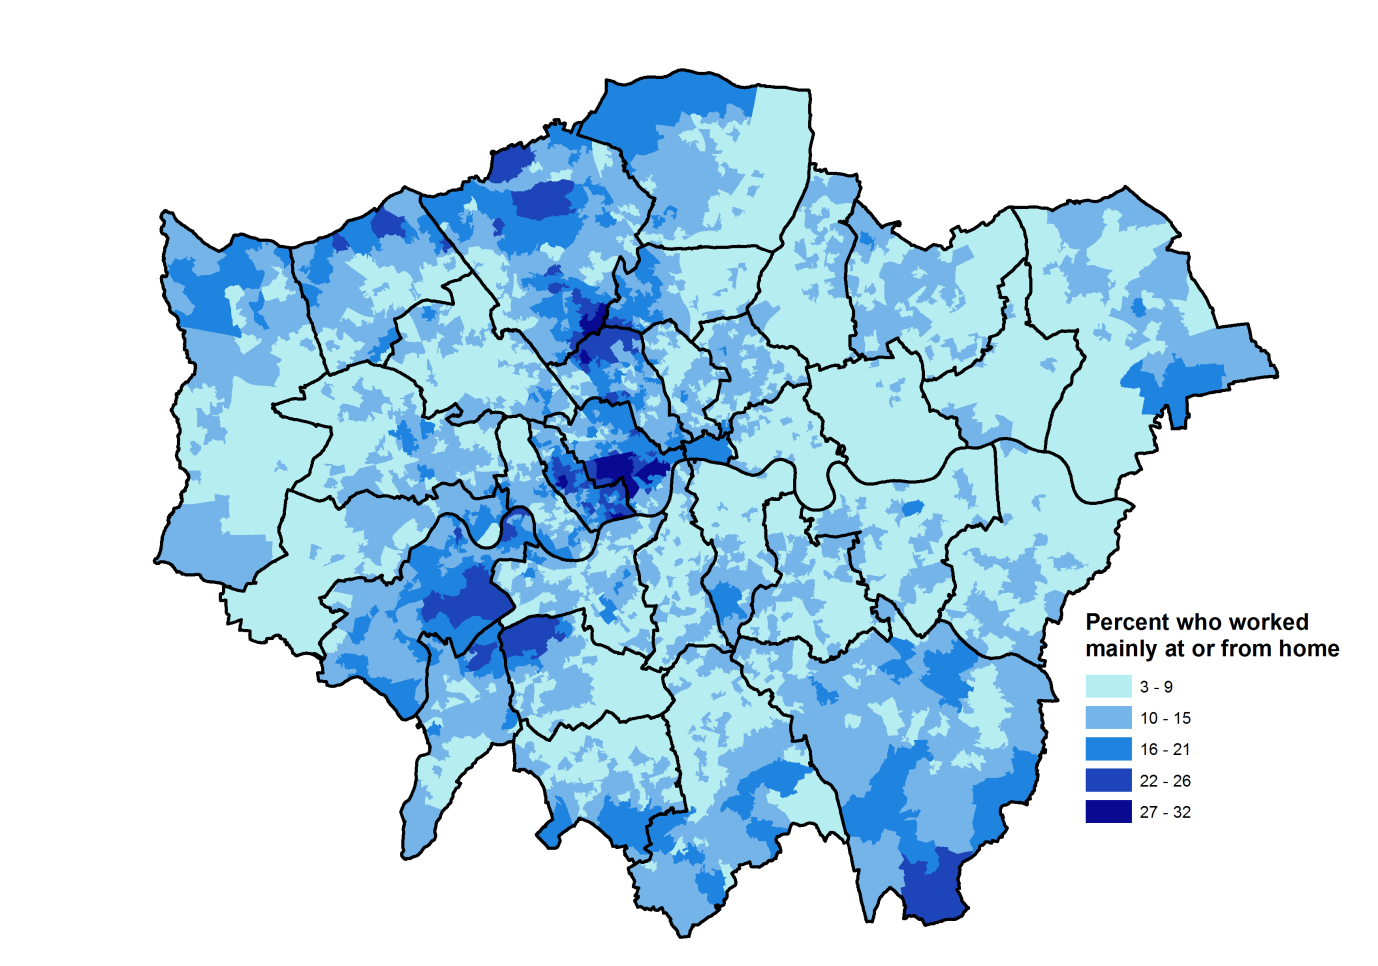 Percent who worked
mainly at or from home
3 - 9
10 - 15
16 - 21
22 - 26
27 - 32